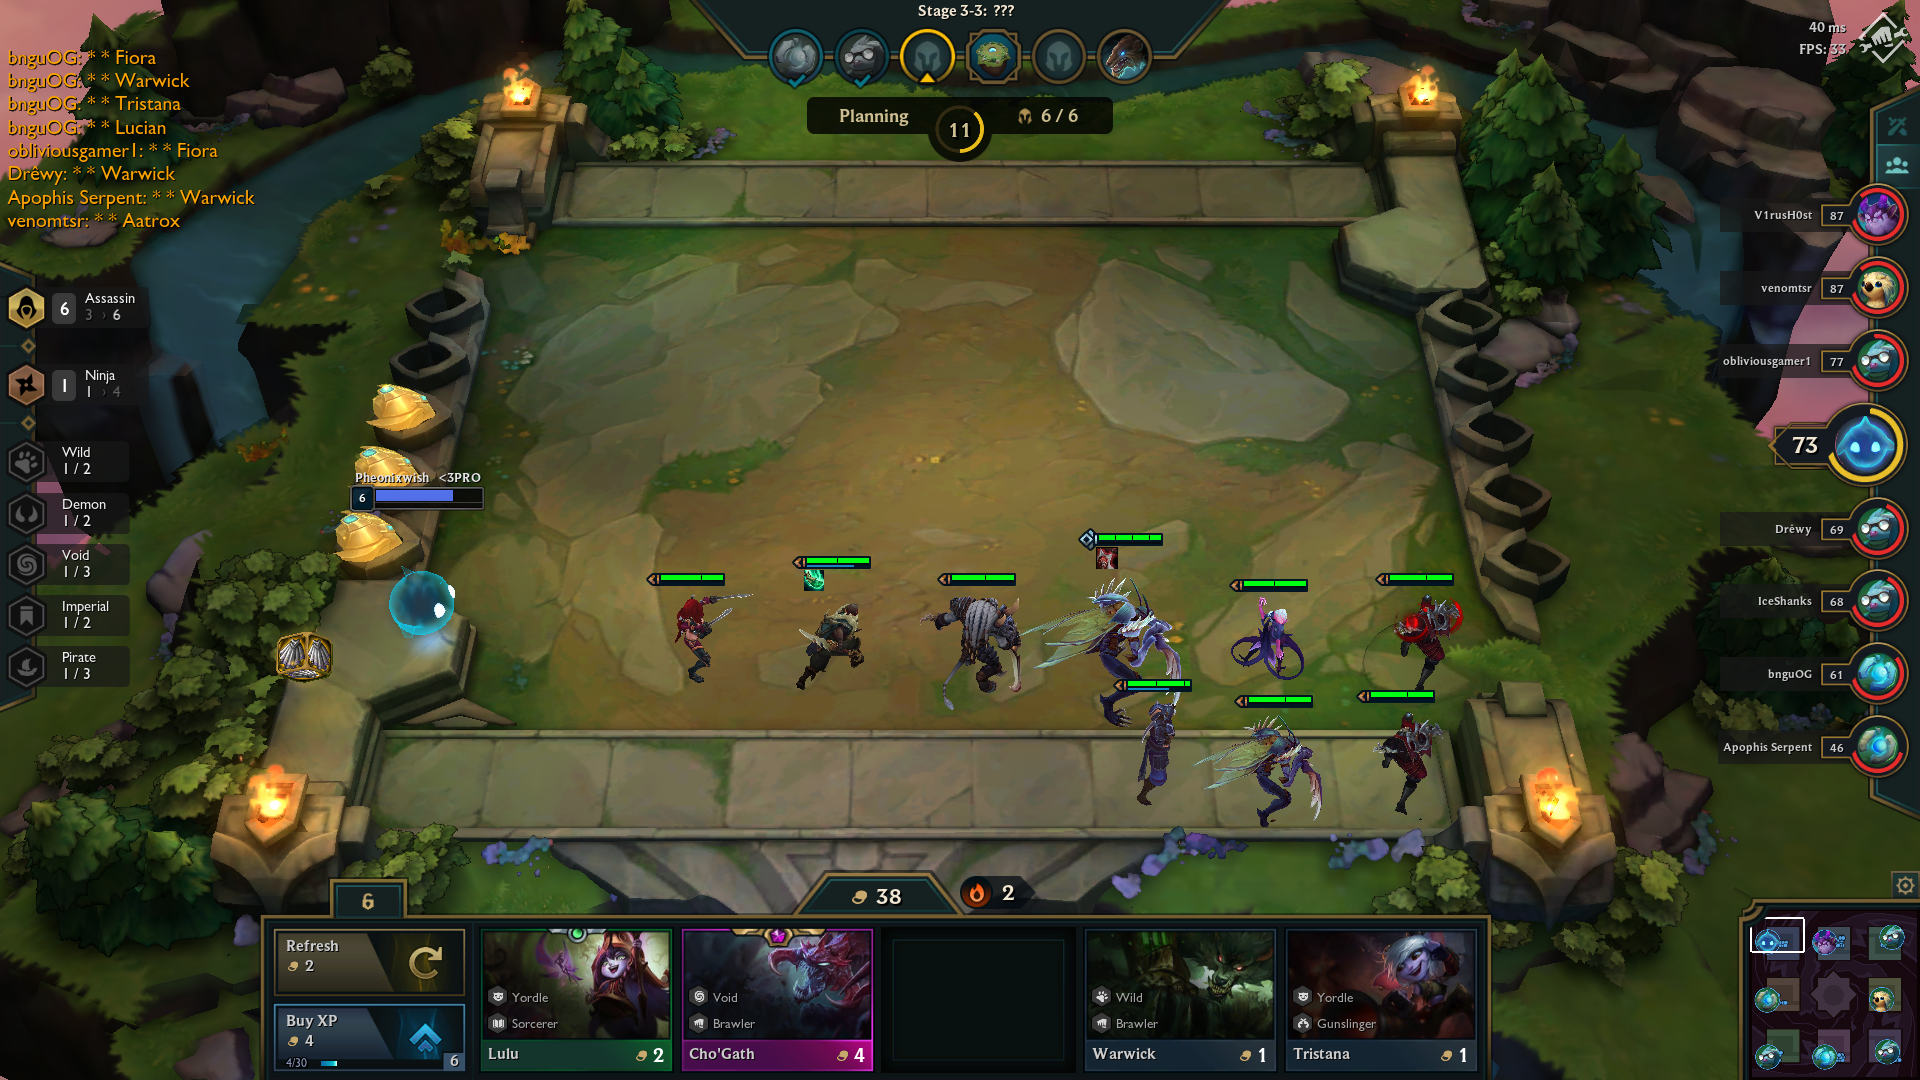 Stage 3-3: ???
40 ms
FPS: 33
bnguOG: * * Fiora
bnguOG: * * Warwick
bnguOG: * * Tristana
bnguOG: * * Lucian
obliviousgamer1: * * Fiora
Drêwy: * * Warwick
Apophis Serpent: * * Warwick
venomtsr: * * Aatrox
Planning
11
6 / 6
6
Assassin
3 › 6
1
Ninja
1 › 4
Wild
1 / 2
Demon
1 / 2
Void
1 / 3
Imperial
1 / 2
Pirate
1 / 3
Pheonixwish <3PRO
6
V1rusH0st 87
venomtsr 87
obliviousgamer1 77
73
Drêwy 69
IceShanks 68
bnguOG 61
Apophis Serpent 46
6
38
2
Refresh
2
Buy XP
4
4/30
6
Yordle
Sorcerer
Lulu 2
Void
Brawler
Cho'Gath 4
Wild
Brawler
Warwick 1
Yordle
Gunslinger
Tristana 1